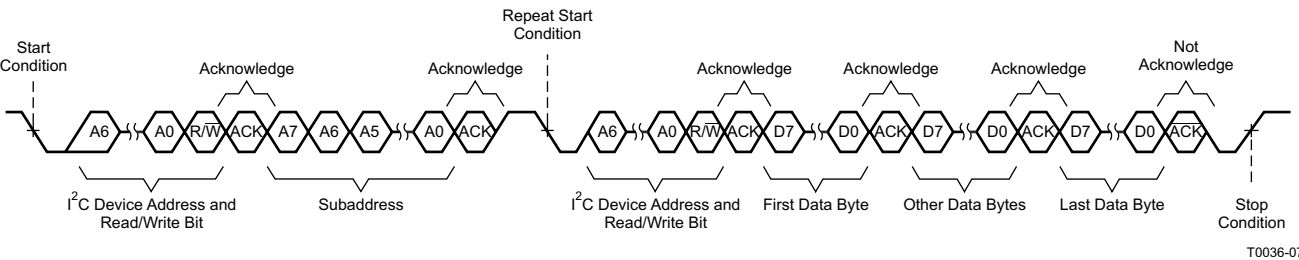 Repeat Start
Condition
Start
Condition
Acknowledge
Acknowledge
Acknowledge
Acknowledge
Acknowledge
Not
Acknowledge
A6 A0 R/W̅ ACK A7 A6 A5 A0 ACK A6 A0 R/W̅ ACK D7 D0 ACK D7 D0 ACK D7 D0 A̅C̅K̅
I²C Device Address and
Read/Write Bit
Subaddress
I²C Device Address and
Read/Write Bit
First Data Byte
Other Data Bytes
Last Data Byte
Stop
Condition
T0036-07